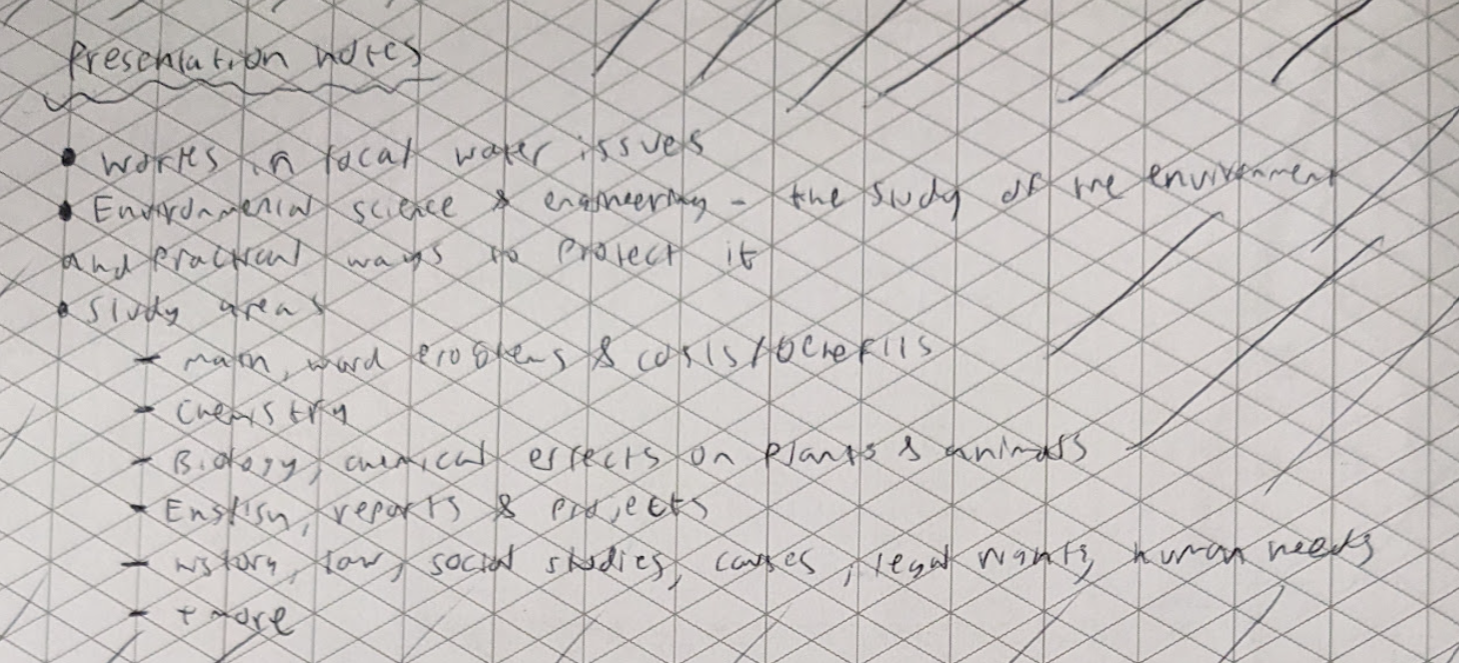 Presentation notes
• works in local water issues
• Environmental science & engineering - the study of the environment
and practical ways to protect it
• Study areas
- math, word problems & costs/benefits
- Chemistry
- Biology, chemical effects on plants & animals
- English, reports & projects
- history, law, social studies, causes, legal rights, human needs
- + more